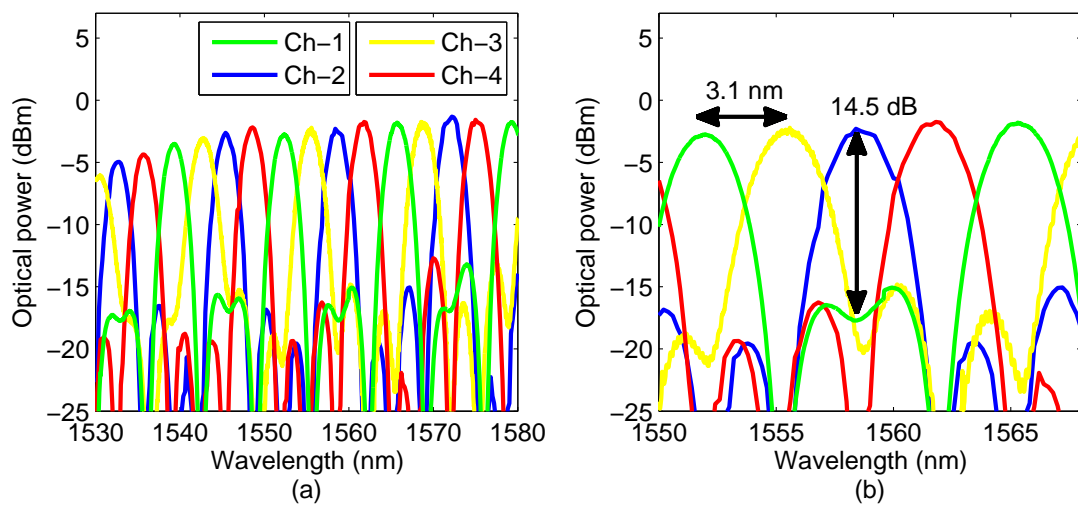 5
0
−5
−10
−15
−20
−25
Optical power (dBm)
Ch−1
Ch−2
Ch−3
Ch−4
1530 1540 1550 1560 1570 1580
Wavelength (nm)
(a)
5
0
−5
−10
−15
−20
−25
Optical power (dBm)
3.1 nm
14.5 dB
1550 1555 1560 1565
Wavelength (nm)
(b)